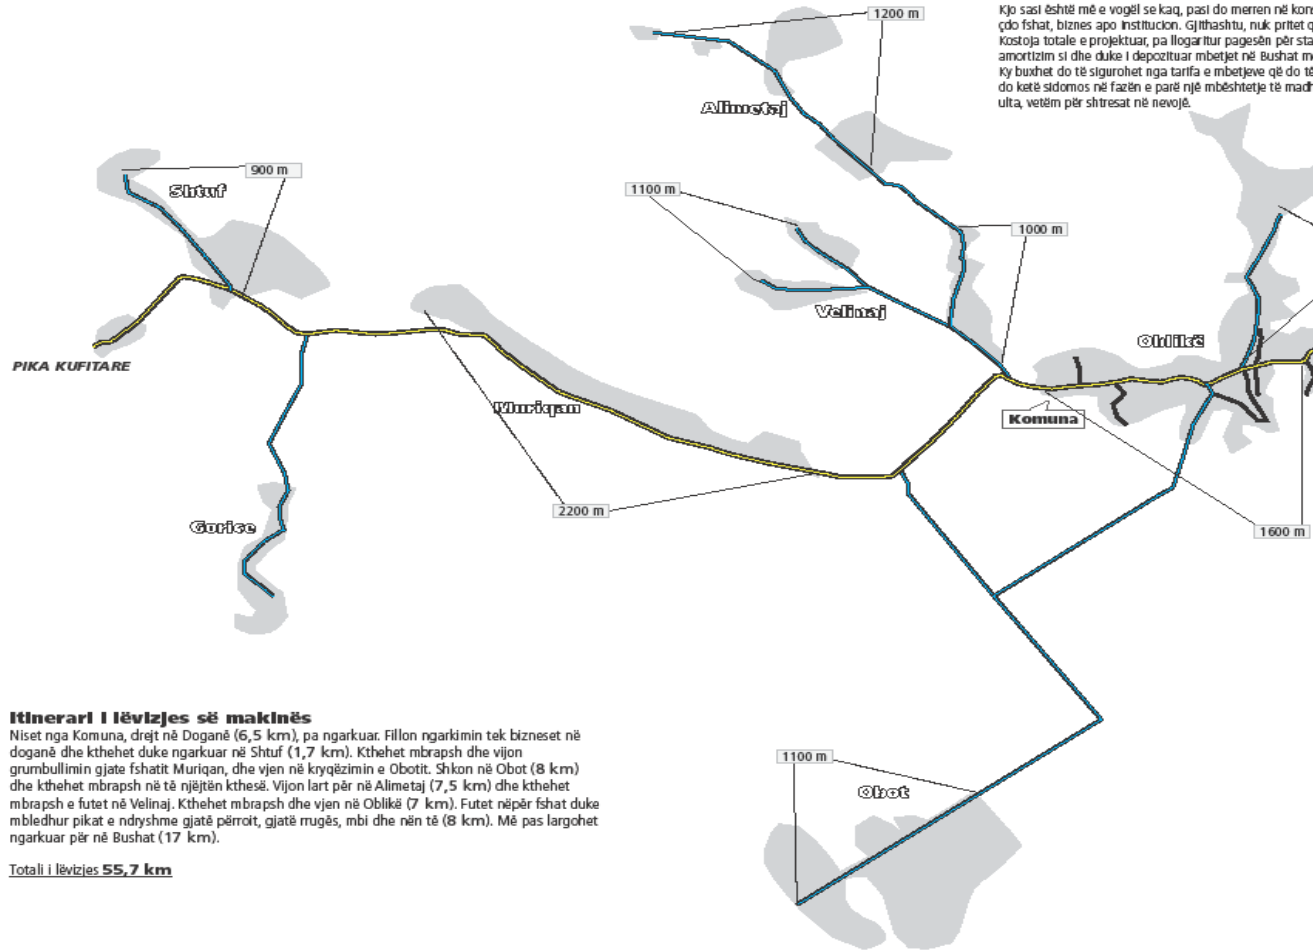 1200 m
Kjo sasi është më e vogël se kaq, pasi do merren në kons
çdo fshat, biznes apo institucion. Gjithashtu, nuk pritet q
Kostoja totale e projektuar, pa llogaritur pagesën për sta
amortizim si dhe duke i depozituar mbetjet në Bushat me
Ky buxhet do të sigurohet nga tarifa e mbetjeve që do të
do ketë sidomos në fazën e parë një mbështetje të madh
ulta, vetëm për shtresat në nevojë.
Alimetaj
900 m
Shtuf
1100 m
1000 m
Velinaj
Oblikë
PIKA KUFITARE
Muriqan
Komuna
2200 m
Gorice
1600 m
Itinerari i lëvizjes së makinës
Niset nga Komuna, drejt në Doganë (6,5 km), pa ngarkuar. Fillon ngarkimin tek bizneset në
doganë dhe kthehet duke ngarkuar në Shtuf (1,7 km). Kthehet mbrapsh dhe vijon
grumbullimin gjate fshatit Muriqan, dhe vjen në kryqëzimin e Obotit. Shkon në Obot (8 km)
dhe kthehet mbrapsh në të njëjtën kthesë. Vijon lart për në Alimetaj (7,5 km) dhe kthehet
mbrapsh e futet në Velinaj. Kthehet mbrapsh dhe vjen në Oblikë (7 km). Futet nëpër fshat duke
mbledhur pikat e ndryshme gjatë përroit, gjatë rrugës, mbi dhe nën të (8 km). Më pas largohet
ngarkuar për në Bushat (17 km).
Totali i lëvizjes 55,7 km
1100 m
Obot